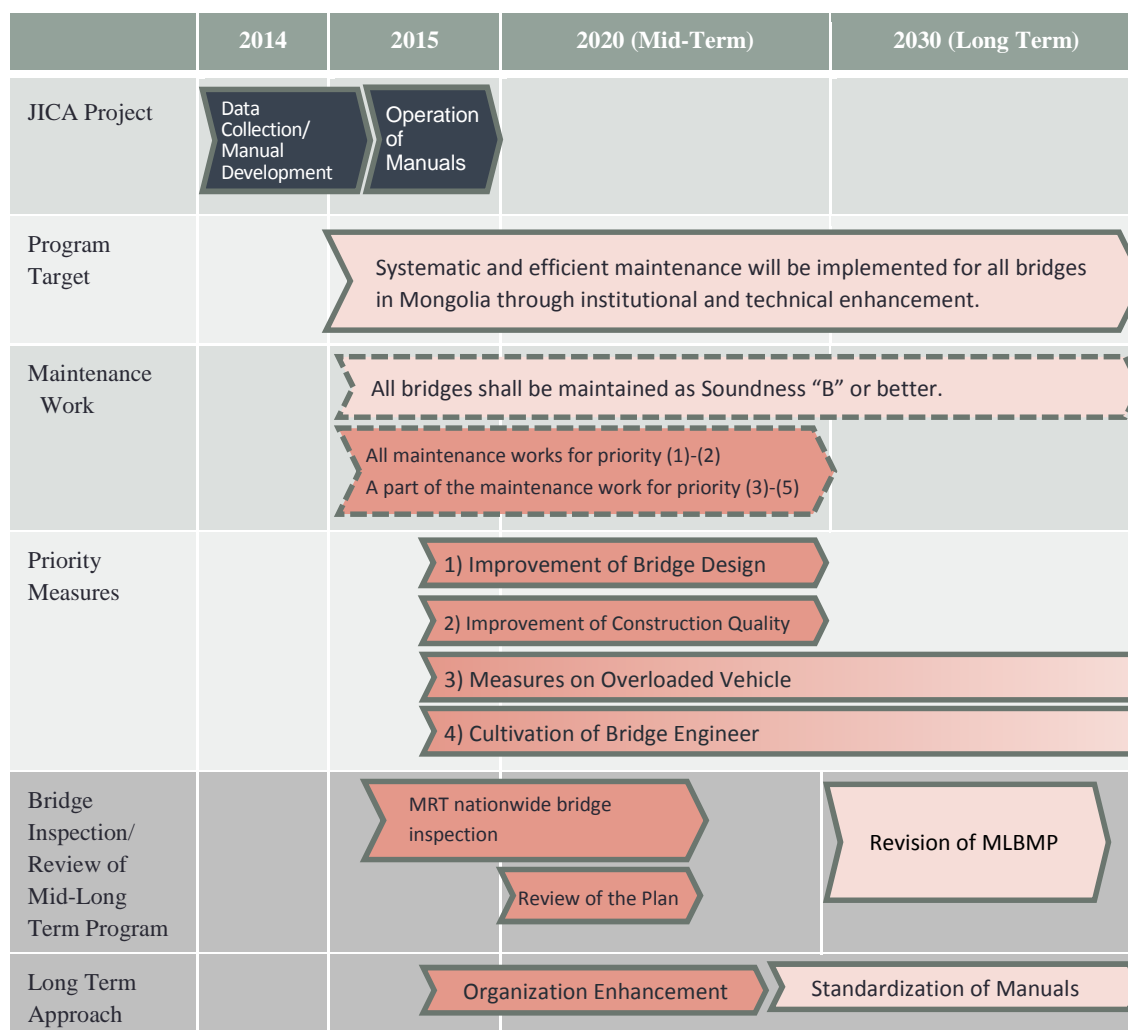 2014
2015
2020 (Mid-Term)
2030 (Long Term)
JICA Project
Data
Collection/
Manual
Development
Operation
of
Manuals
Program
Target
Systematic and efficient maintenance will be implemented for all bridges
in Mongolia through institutional and technical enhancement.
Maintenance
Work
All bridges shall be maintained as Soundness “B” or better.
All maintenance works for priority (1)-(2)
A part of the maintenance work for priority (3)-(5)
Priority
Measures
1) Improvement of Bridge Design
2) Improvement of Construction Quality
3) Measures on Overloaded Vehicle
4) Cultivation of Bridge Engineer
Bridge
Inspection/
Review of
Mid-Long
Term Program
MRT nationwide bridge
inspection
Review of the Plan
Revision of MLBMP
Long Term
Approach
Organization Enhancement
Standardization of Manuals